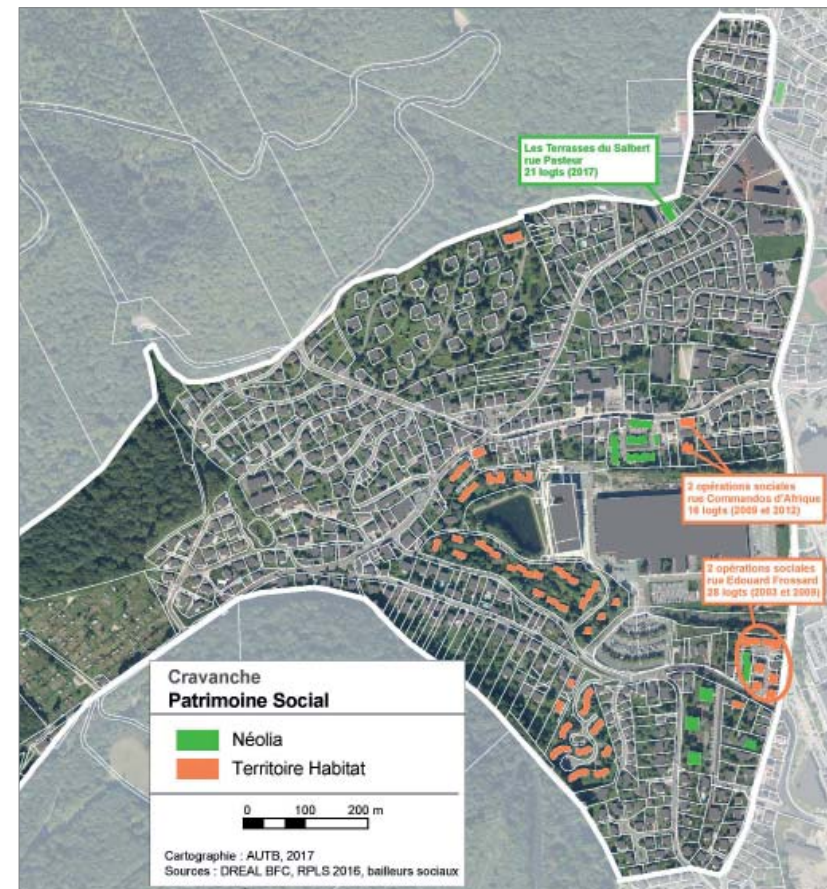 Les Terrasses du Salbert
rue Pasteur
21 logts (2017)
2 opérations sociales
rue Commandos d'Afrique
16 logts (2009 et 2012)
2 opérations sociales
rue Edouard Frossard
28 logts (2003 et 2009)
Cravanche
Patrimoine Social
Néolia
Territoire Habitat
0 100 200 m
Cartographie : AUTB, 2017
Sources : DREAL BFC, RPLS 2016, bailleurs sociaux